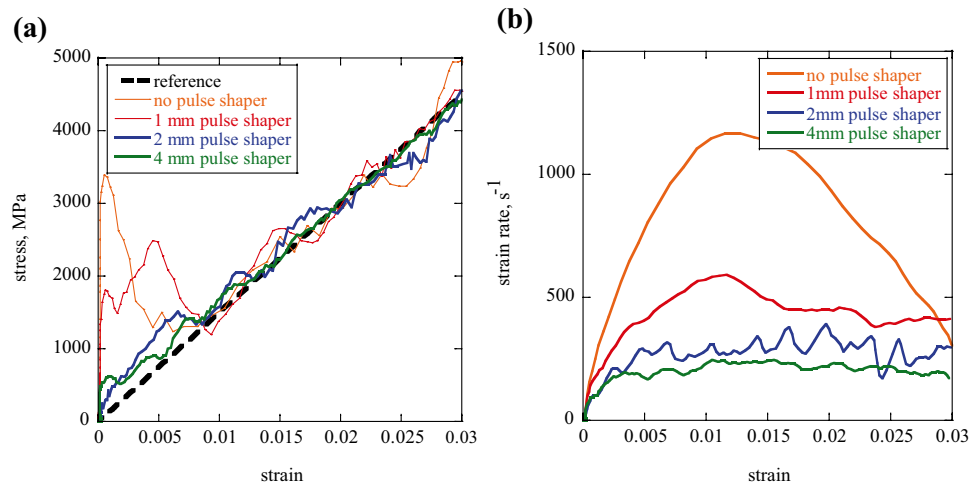 (a)
5000
4000
3000
2000
1000
0
stress, MPa
reference
no pulse shaper
1 mm pulse shaper
2 mm pulse shaper
4 mm pulse shaper
0 0.005 0.01 0.015 0.02 0.025 0.03
strain
(b)
1500
1000
500
0
strain rate, s-1
no pulse shaper
1mm pulse shaper
2mm pulse shaper
4mm pulse shaper
0 0.005 0.01 0.015 0.02 0.025 0.03
strain